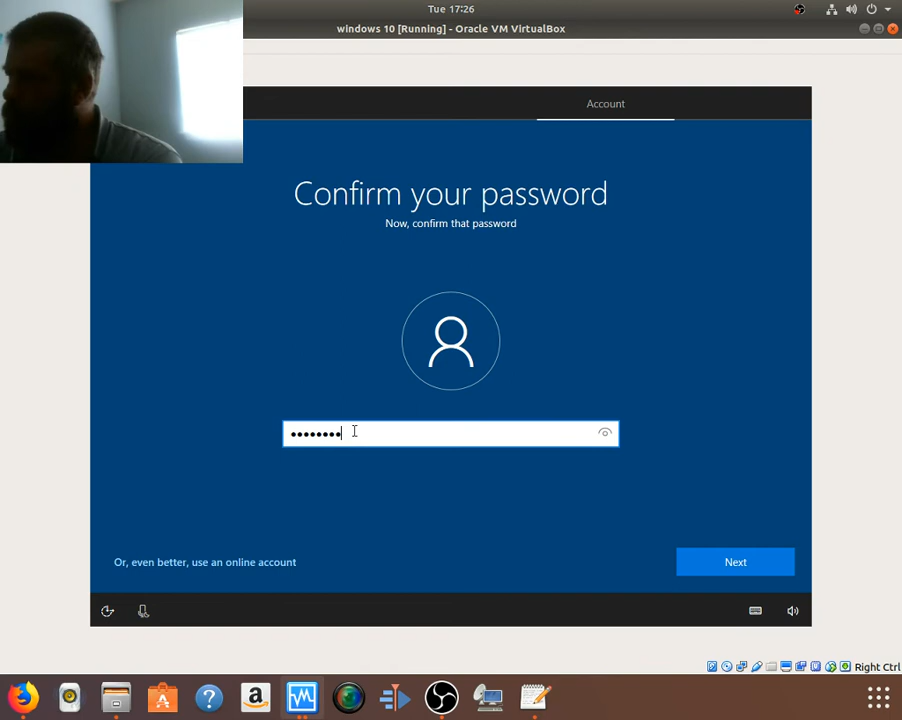 Tue 17:26
windows 10 [Running] - Oracle VM VirtualBox
Account
Confirm your password
Now, confirm that password
••••••••
Or, even better, use an online account
Next
Right Ctrl